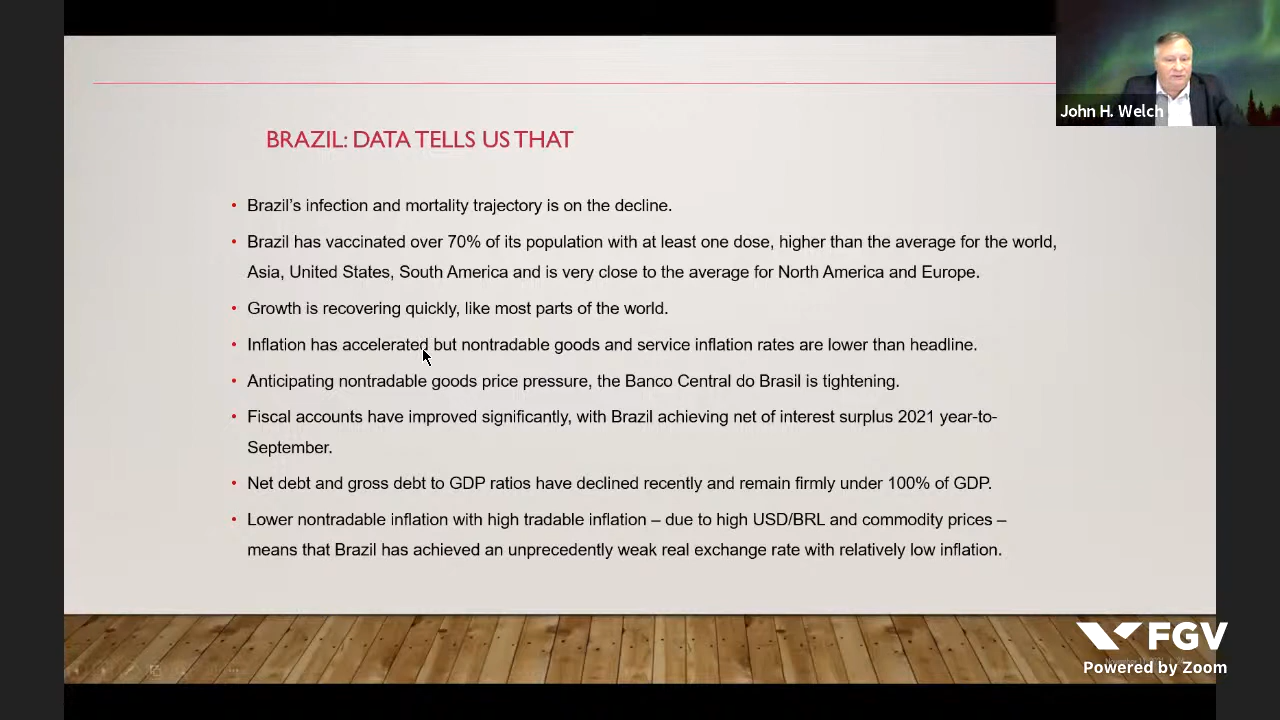 John H. Welch
BRAZIL: DATA TELLS US THAT
• Brazil’s infection and mortality trajectory is on the decline.
• Brazil has vaccinated over 70% of its population with at least one dose, higher than the average for the world,
Asia, United States, South America and is very close to the average for North America and Europe.
• Growth is recovering quickly, like most parts of the world.
• Inflation has accelerated but nontradable goods and service inflation rates are lower than headline.
• Anticipating nontradable goods price pressure, the Banco Central do Brasil is tightening.
• Fiscal accounts have improved significantly, with Brazil achieving net of interest surplus 2021 year-to-
September.
• Net debt and gross debt to GDP ratios have declined recently and remain firmly under 100% of GDP.
• Lower nontradable inflation with high tradable inflation – due to high USD/BRL and commodity prices –
means that Brazil has achieved an unprecedently weak real exchange rate with relatively low inflation.
FGV
Powered by Zoom